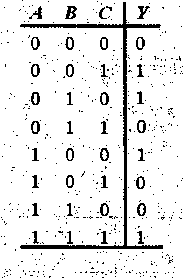 A B C Y
0 0 0 0
0 0 1 1
0 1 0 1
0 1 1 0
1 0 0 1
1 0 1 0
1 1 0 0
1 1 1 1